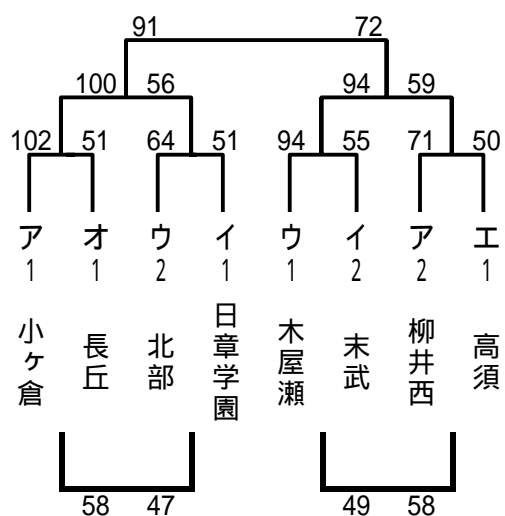 91 72
100 56 94 59
102 51 64 51 94 55 71 50
ア オ ウ イ ウ イ ア エ
1 1 2 1 1 2 2 1
小ヶ倉
長丘
北部
日章学園
木屋瀬
末武
柳井西
高須
58 47 49 58